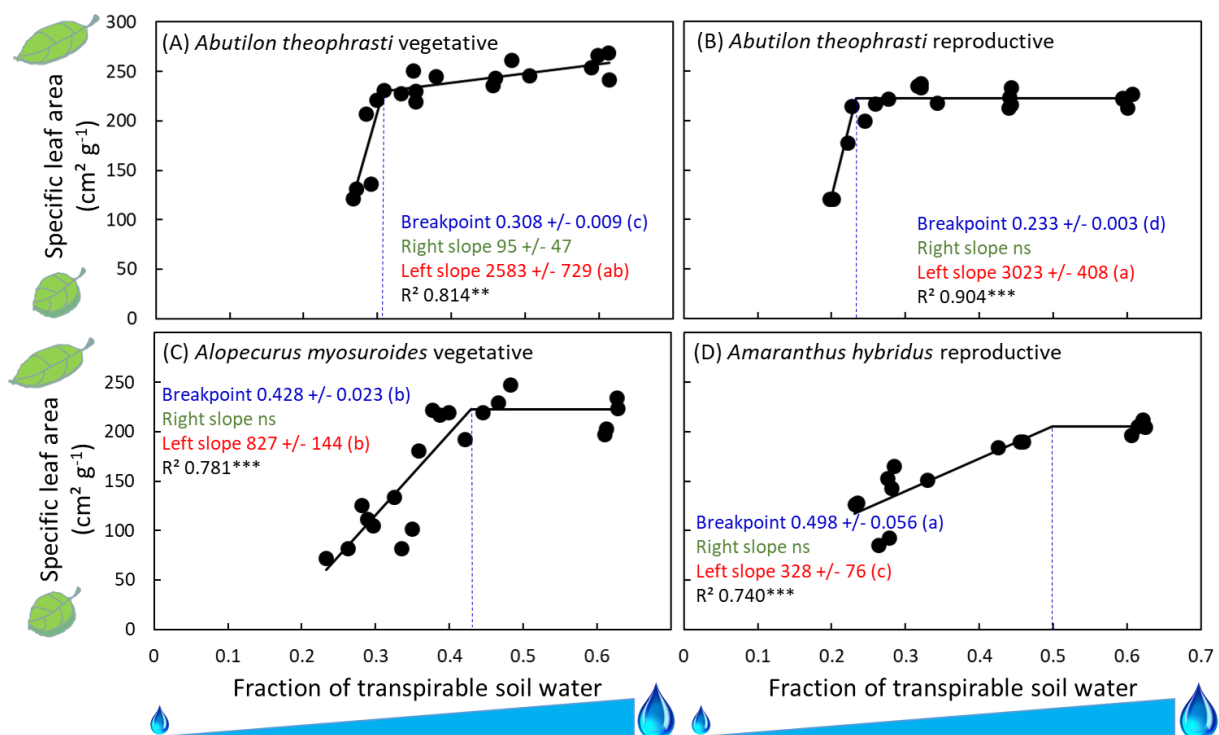 Specific leaf area
(cm² g⁻¹)
300
250
200
150
100
50
0
(A) Abutilon theophrasti vegetative
Breakpoint 0.308 +/- 0.009 (c)
Right slope 95 +/- 47
Left slope 2583 +/- 729 (ab)
R² 0.814**
(B) Abutilon theophrasti reproductive
Breakpoint 0.233 +/- 0.003 (d)
Right slope ns
Left slope 3023 +/- 408 (a)
R² 0.904***
Specific leaf area
(cm² g⁻¹)
250
200
150
100
50
0
(C) Alopecurus myosuroides vegetative
Breakpoint 0.428 +/- 0.023 (b)
Right slope ns
Left slope 827 +/- 144 (b)
R² 0.781***
(D) Amaranthus hybridus reproductive
Breakpoint 0.498 +/- 0.056 (a)
Right slope ns
Left slope 328 +/- 76 (c)
R² 0.740***
0 0.1 0.2 0.3 0.4 0.5 0.6
0 0.1 0.2 0.3 0.4 0.5 0.6 0.7
Fraction of transpirable soil water
Fraction of transpirable soil water